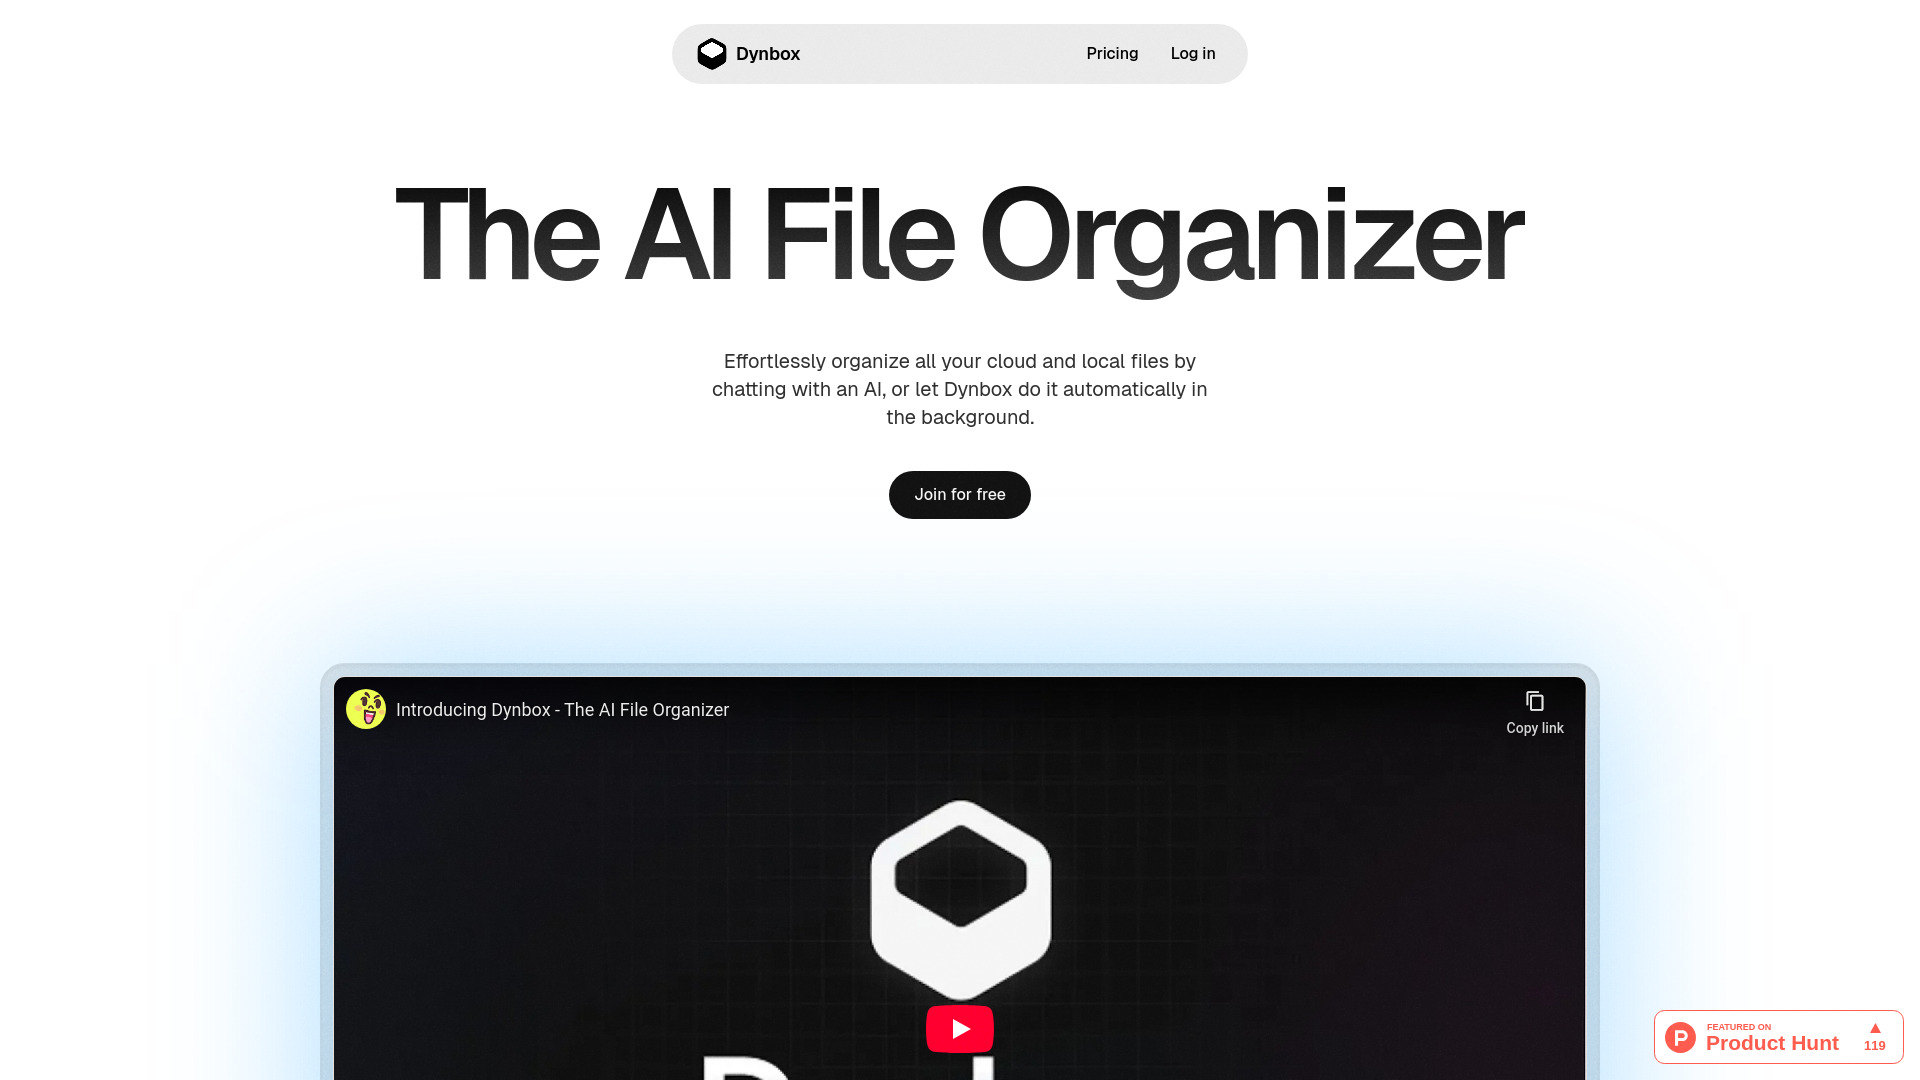 Dynbox
Pricing
Log in
The AI File Organizer
Effortlessly organize all your cloud and local files by
chatting with an AI, or let Dynbox do it automatically in
the background.
Join for free
Introducing Dynbox - The AI File Organizer
Copy link
FEATURED ON
Product Hunt
119